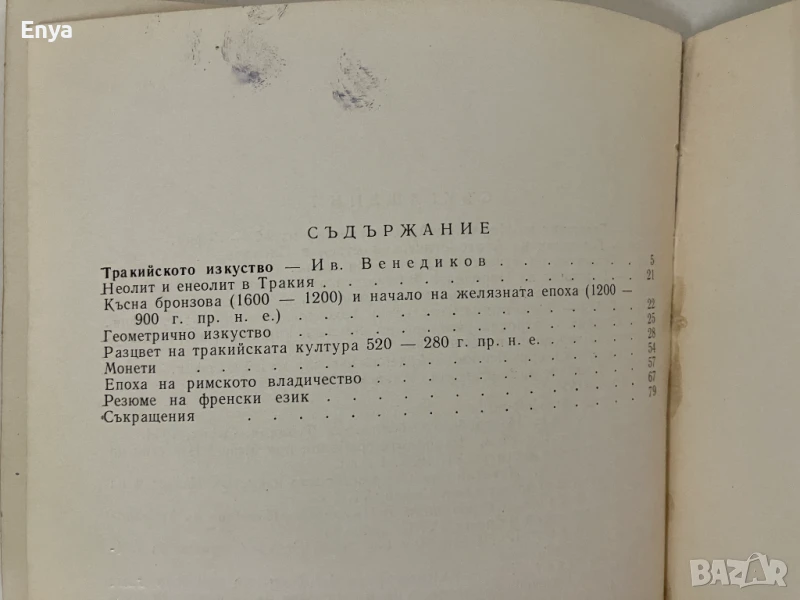 Enya
СЪДЪРЖАНИЕ
Тракийското изкуство — Ив. Венедиков . . . . . . . 5
Неолит и енеолит в Тракия . . . . . . . . . . . 21
Късна бронзова (1600 — 1200) и начало на желязната епоха (1200 –
900 г. пр. н. е.) . . . . . . . . . . . . . 22
Геометрично изкуство . . . . . . . . . . . . 25
Разцвет на тракийската култура 520 — 280 г. пр. н. е. . . . . . 28
Монети . . . . . . . . . . . . . . . . 54
Епоха на римското владичество . . . . . . . . . . 57
Резюме на френски език . . . . . . . . . . . . 67
Съкращения . . . . . . . . . . . . . . 79
BAZAR